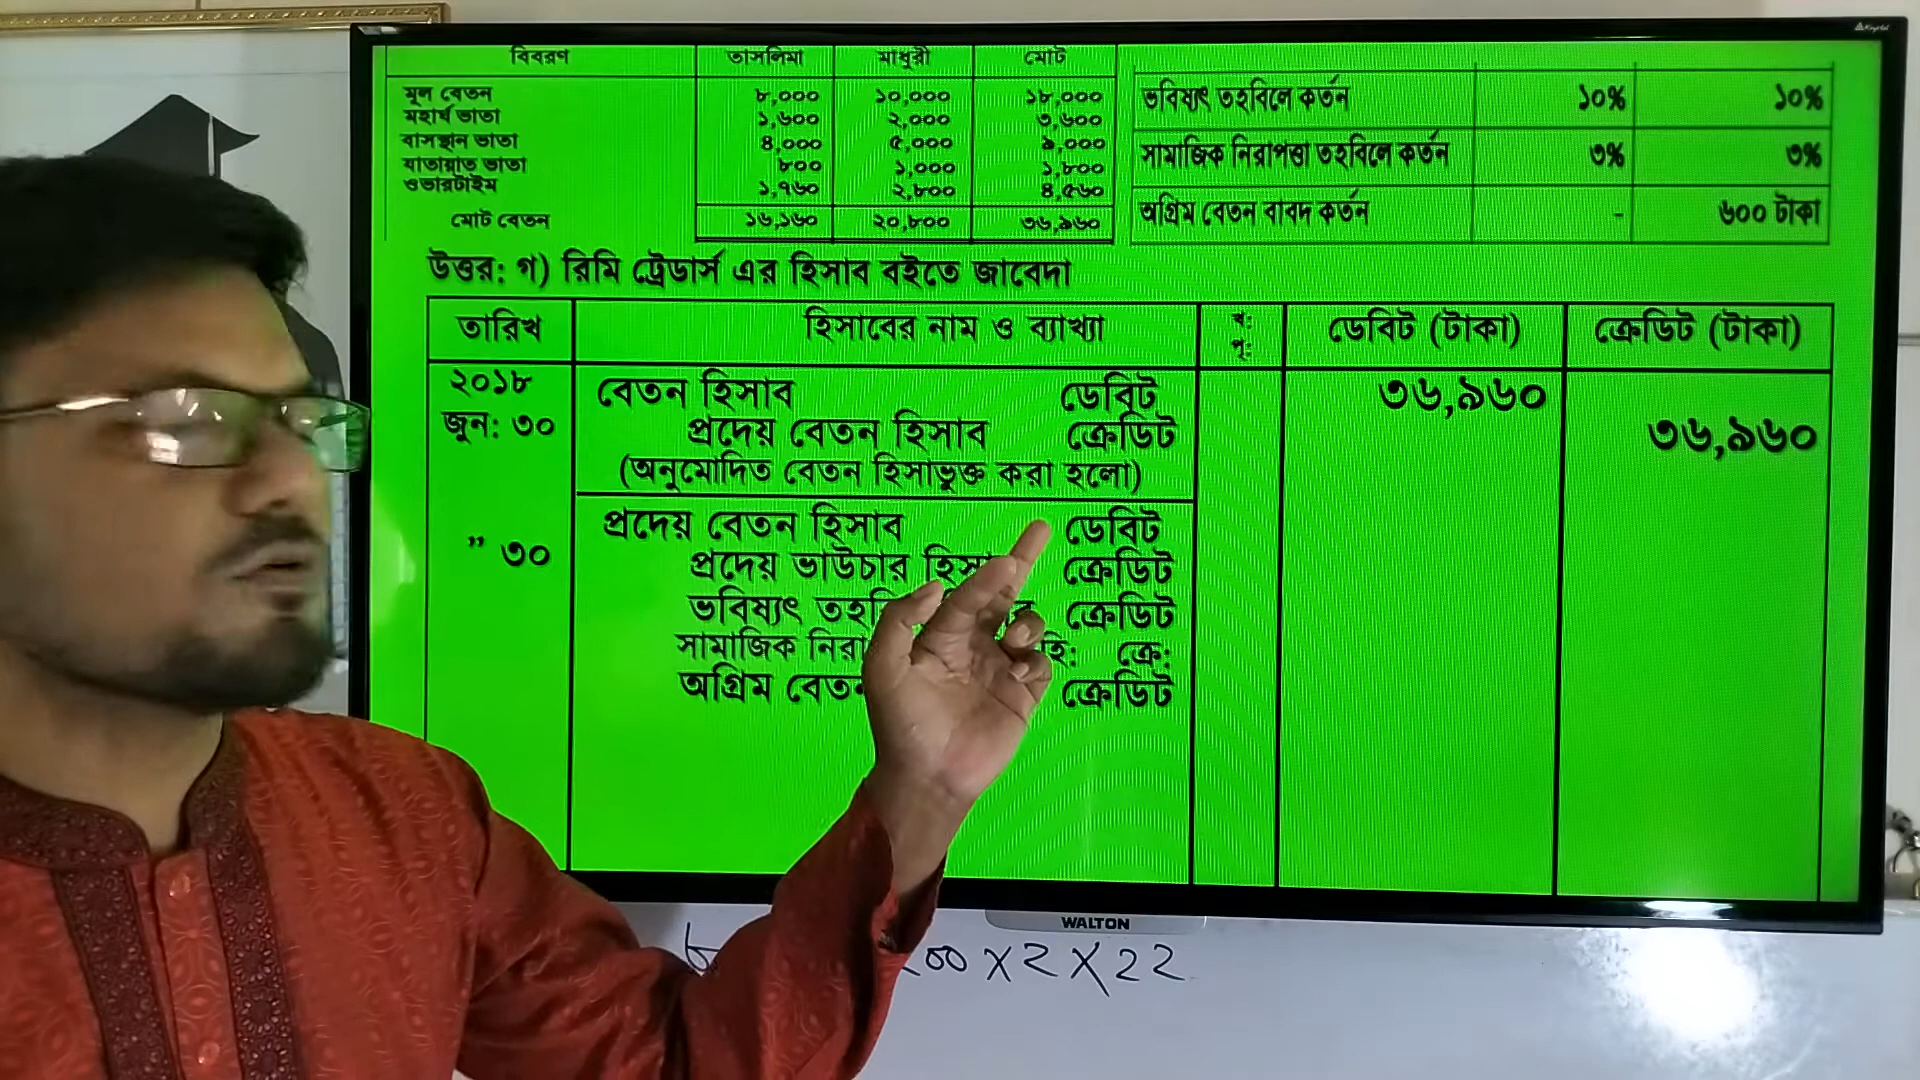 বিবরণ তাসলিমা মাধুরী মোট
মূল বেতন ৮,০০০ ১০,০০০ ১৮,০০০
মহার্ঘ ভাতা ১,৬০০ ২,০০০ ৩,৬০০
বাসস্থান ভাতা ৪,০০০ ৫,০০০ ৯,০০০
যাতায়াত ভাতা ৮০০ ১,০০০ ১,৮০০
ওভারটাইম ১,৭৬০ ২,৮০০ ৪,৫৬০
মোট বেতন ১৬,১৬০ ২০,৮০০ ৩৬,৯৬০
ভবিষ্যৎ তহবিলে কর্তন ১০% ১০%
সামাজিক নিরাপত্তা তহবিলে কর্তন ৩% ৩%
অগ্রিম বেতন বাবদ কর্তন - ৬০০ টাকা
উত্তর: গ) রিমি ট্রেডার্স এর হিসাব বইতে জাবেদা
তারিখ হিসাবের নাম ও ব্যাখ্যা খ: পৃ: ডেবিট (টাকা) ক্রেডিট (টাকা)
২০১৮ বেতন হিসাব ডেবিট ৩৬,৯৬০
জুন: ৩০ প্রদেয় বেতন হিসাব ক্রেডিট ৩৬,৯৬০
(অনুমোদিত বেতন হিসাভুক্ত করা হলো)
প্রদেয় বেতন হিসাব ডেবিট
” ৩০ প্রদেয় ভাউচার ক্রেডিট
ভবিষ্যৎ ক্রেডিট
সামাজিক হি: ক্রে:
অগ্রিম বেতন ক্রেডিট
WALTON
00 X 2 X 22